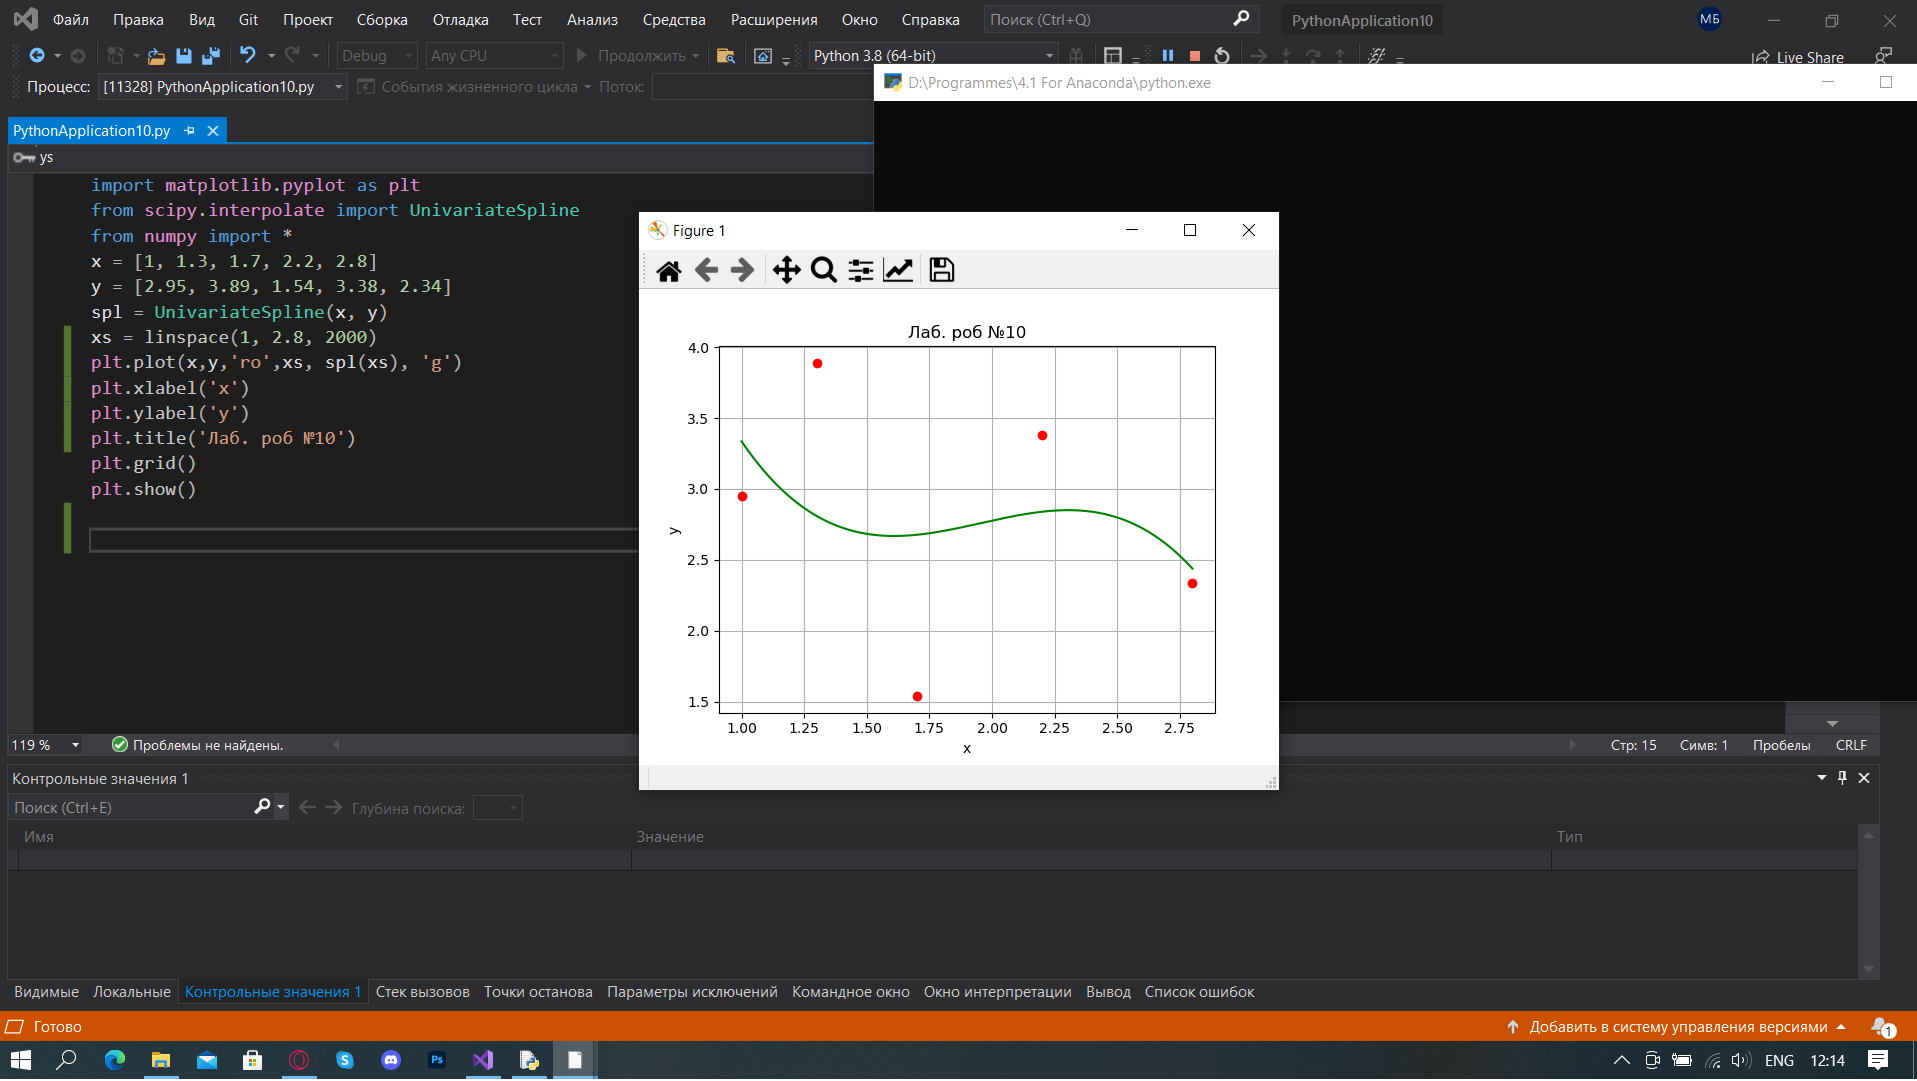 Файл Правка Вид Git Проект Сборка Отладка Тест Анализ Средства Расширения Окно Справка Поиск (Ctrl+Q) PythonApplication10 МБ
Debug Any CPU Продолжить Python 3.8 (64-bit) Live Share
Процесс: [11328] PythonApplication10.py События жизненного цикла Поток:
D:\Programmes\4.1 For Anaconda\python.exe
PythonApplication10.py
ys
import matplotlib.pyplot as plt
from scipy.interpolate import UnivariateSpline
from numpy import *
x = [1, 1.3, 1.7, 2.2, 2.8]
y = [2.95, 3.89, 1.54, 3.38, 2.34]
spl = UnivariateSpline(x, y)
xs = linspace(1, 2.8, 2000)
plt.plot(x,y,'ro',xs, spl(xs), 'g')
plt.xlabel('x')
plt.ylabel('y')
plt.title('Лаб. роб №10')
plt.grid()
plt.show()
Figure 1
Лаб. роб №10
4.0
3.5
3.0
2.5
2.0
1.5
y
1.00 1.25 1.50 1.75 2.00 2.25 2.50 2.75
x
119 % Проблемы не найдены. Стр: 15 Симв: 1 Пробелы CRLF
Контрольные значения 1
Поиск (Ctrl+E) Глубина поиска:
Имя Значение Тип
Видимые Локальные Контрольные значения 1 Стек вызовов Точки останова Параметры исключений Командное окно Окно интерпретации Вывод Список ошибок
Готово Добавить в систему управления версиями 1
Ps ENG 12:14